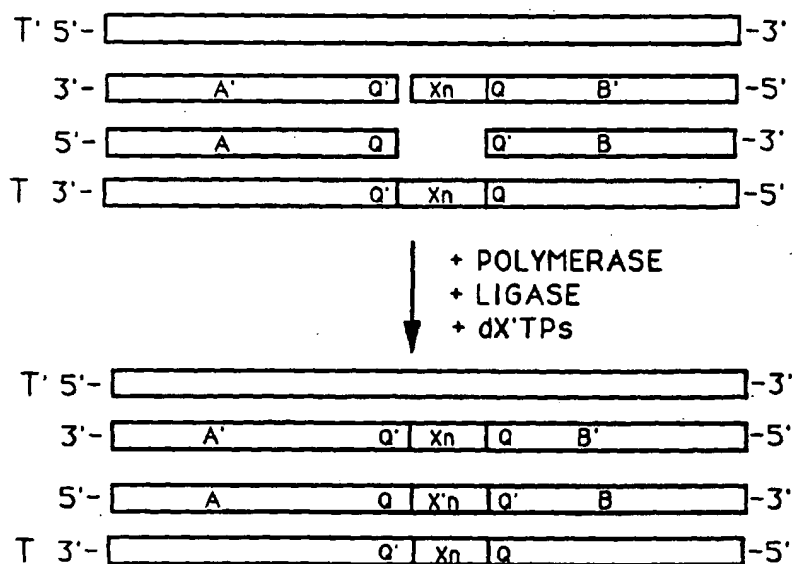 T' 5'- -3'
3'- A' Q' Xn Q B' -5'
5'- A Q Q' B -3'
T 3'- Q' Xn Q -5'
+ POLYMERASE
+ LIGASE
+ dX'TPs
T' 5'- -3'
3'- A' Q' Xn Q B' -5'
5'- A Q X'n Q' B -3'
T 3'- Q' Xn Q -5'